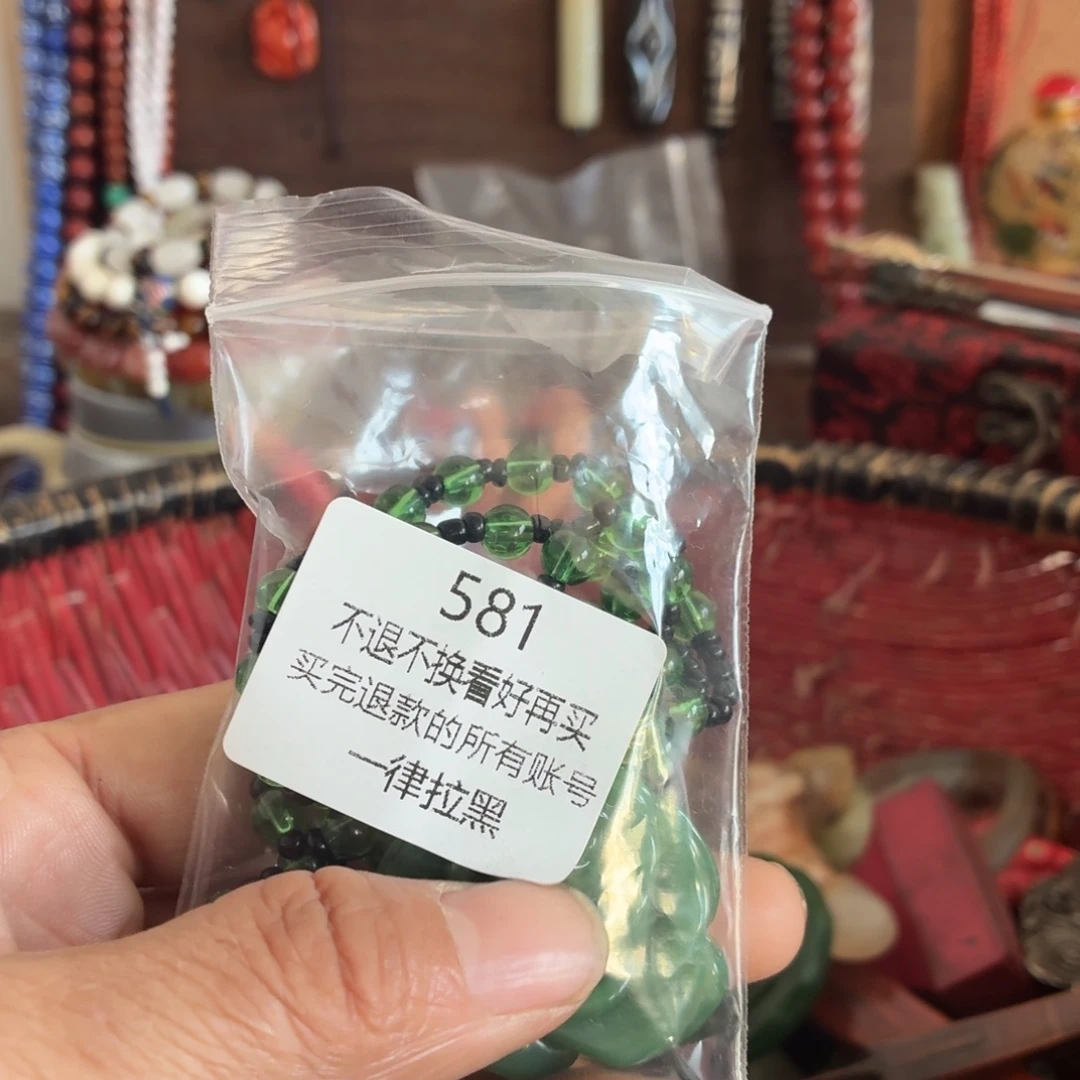 581
不退不换看好再买
买完退款的所有账号
一律拉黑